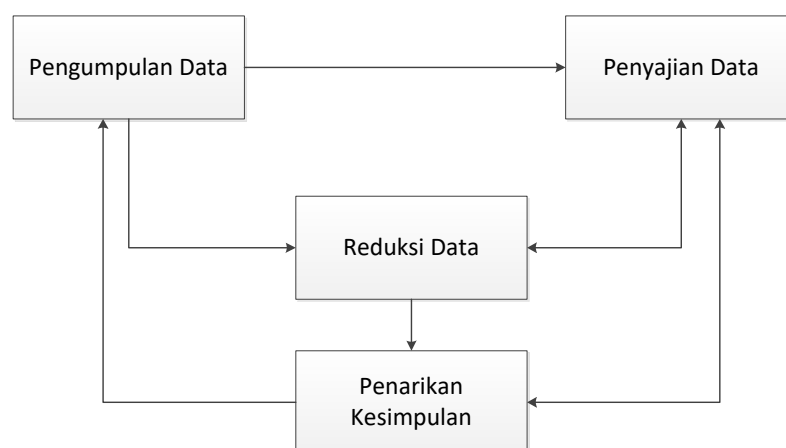 Pengumpulan Data
Penyajian Data
Reduksi Data
Penarikan
Kesimpulan